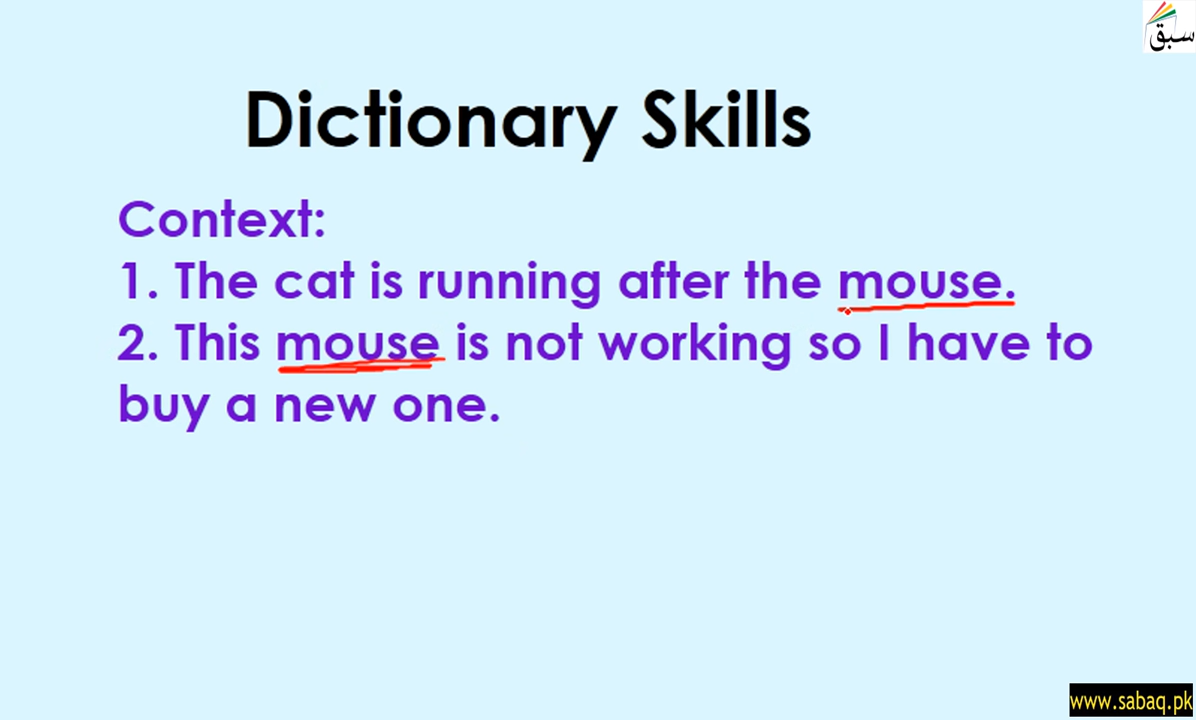 سبق
Dictionary Skills
Context:
1. The cat is running after the mouse.
2. This mouse is not working so I have to
buy a new one.
www.sabaq.pk